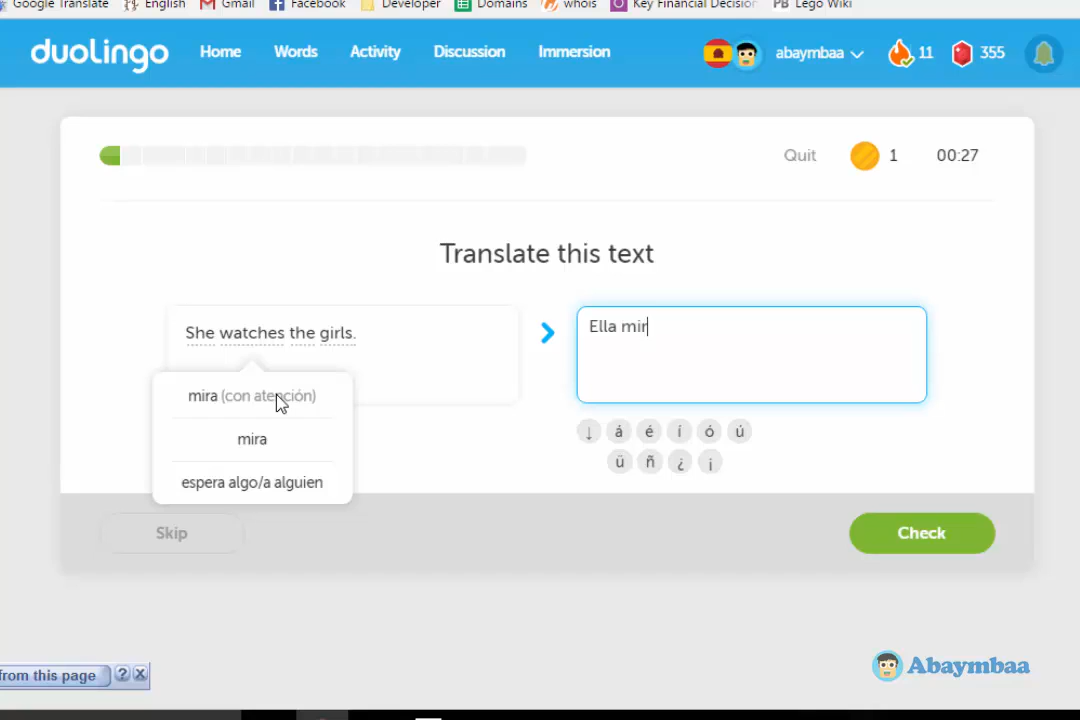 Google Translate English Gmail Facebook Developer Domains whois Key Financial Decision PB Lego Wiki
duolingo Home Words Activity Discussion Immersion abaymbaa 11 355
Quit 1 00:27
Translate this text
She watches the girls.
Ella mir
mira (con atención)
mira
espera algo/a alguien
↓ á é í ó ú
ü ñ ¿ ¡
Skip
Check
Abaymbaa
from this page ? X